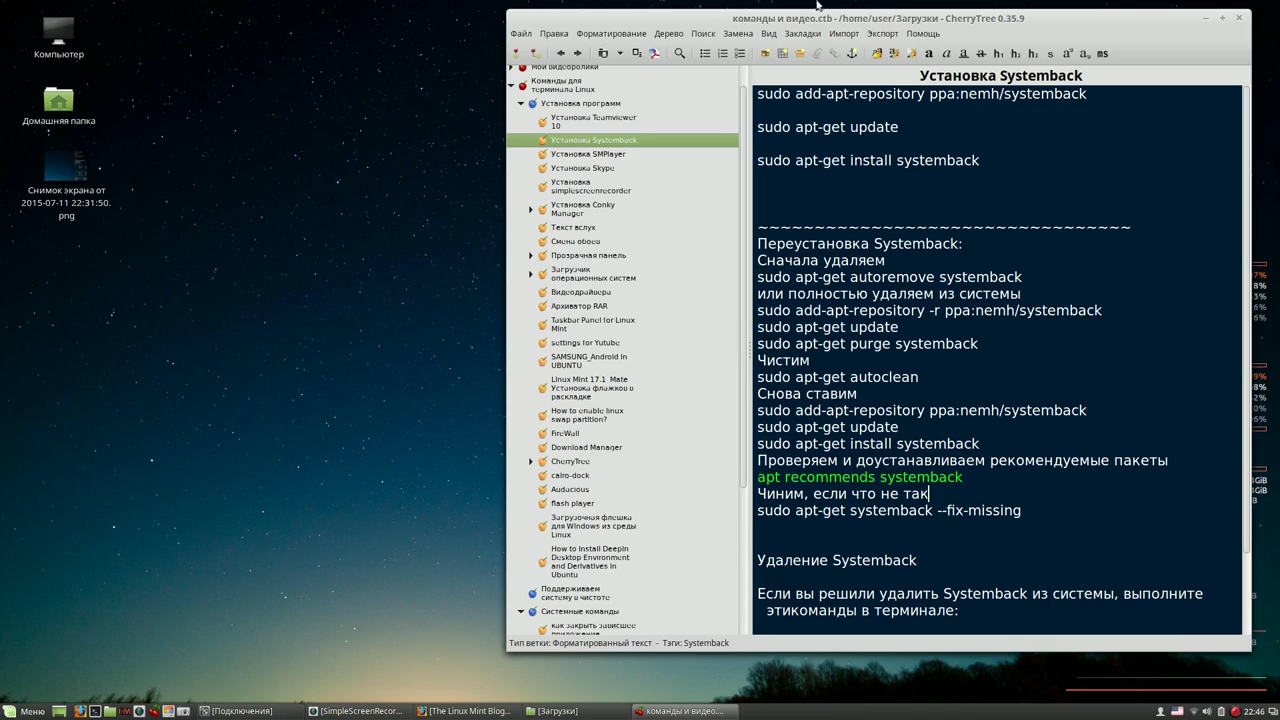 команды и видео.ctb - /home/user/Загрузки - CherryTree 0.35.9
Файл Правка Форматирование Дерево Поиск Замена Вид Закладки Импорт Экспорт Помощь
Компьютер
Домашняя папка
Снимок экрана от
2015-07-11 22:31:50.
png
Мои видеоролики
Команды для
терминала Linux
Установка программ
Установка Teamviewer
10
Установка Systemback
Установка SMPlayer
Установка Skype
Установка
simplescreenrecorder
Установка Conky
Manager
Текст вслух
Смена обоев
Прозрачная панель
Загрузчик
операционных систем
Видеодрайвера
Архиватор RAR
Taskbar Panel for Linux
Mint
settings for Yutube
SAMSUNG_Android in
UBUNTU
Linux Mint 17.1 Mate
Установка флажков в
раскладке
How to enable linux
swap partition?
FireWall
Download Manager
CherryTree
cairo-dock
Audacious
flash player
Загрузочная флешка
для Windows из среды
Linux
How to Install DeepIn
Desktop Environment
and Derivatives in
Ubuntu
Поддерживаем
систему в чистоте
Системные команды
как закрыть зависшее
приложение
Установка Systemback
sudo add-apt-repository ppa:nemh/systemback
sudo apt-get update
sudo apt-get install systemback
~~~~~~~~~~~~~~~~~~~~~~~~~~~~~~~~~
Переустановка Systemback:
Сначала удаляем
sudo apt-get autoremove systemback
или полностью удаляем из системы
sudo add-apt-repository -r ppa:nemh/systemback
sudo apt-get update
sudo apt-get purge systemback
Чистим
sudo apt-get autoclean
Снова ставим
sudo add-apt-repository ppa:nemh/systemback
sudo apt-get update
sudo apt-get install systemback
Проверяем и доустанавливаем рекомендуемые пакеты
apt recommends systemback
Чиним, если что не так
sudo apt-get systemback --fix-missing
Удаление Systemback
Если вы решили удалить Systemback из системы, выполните
этикоманды в терминале:
Тип ветки: Форматированный текст - Тэги: Systemback
Меню [Подключения] [SimpleScreenRecor... [The Linux Mint Blog... [Загрузки] команды и видео.... 22:46